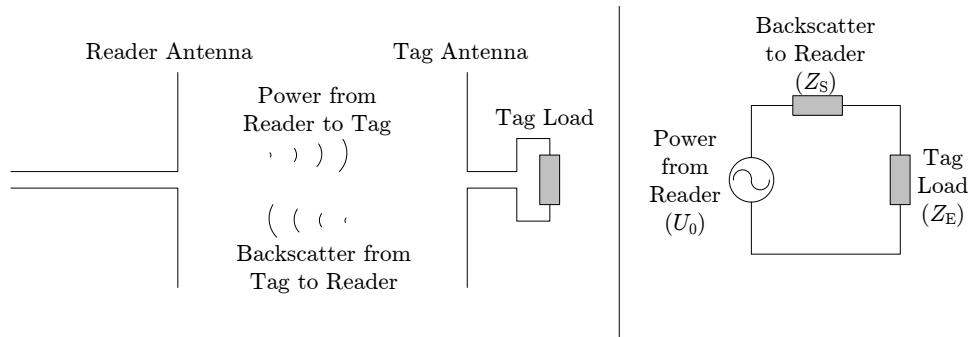 Reader Antenna
Tag Antenna
Power from
Reader to Tag
Tag Load
Backscatter from
Tag to Reader
Backscatter
to Reader
(Z_S)
Power
from
Reader
(U_0)
Tag
Load
(Z_E)